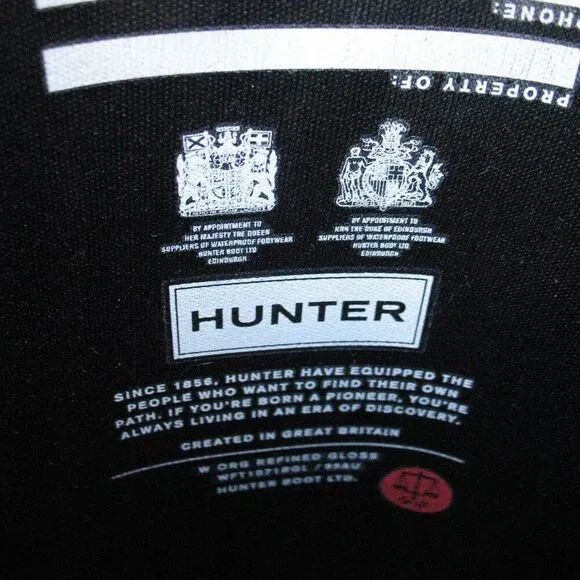 PHONE:
PROPERTY OF:
BY APPOINTMENT TO
HER MAJESTY THE QUEEN
SUPPLIERS OF WATERPROOF FOOTWEAR
HUNTER BOOT LTD
EDINBURGH
BY APPOINTMENT TO
HRH THE DUKE OF EDINBURGH
SUPPLIERS OF WATERPROOF FOOTWEAR
HUNTER BOOT LTD
EDINBURGH
HUNTER
SINCE 1856, HUNTER HAVE EQUIPPED THE
PEOPLE WHO WANT TO FIND THEIR OWN
PATH. IF YOU'RE BORN A PIONEER, YOU'RE
ALWAYS LIVING IN AN ERA OF DISCOVERY.
CREATED IN GREAT BRITAIN
W ORG REFINED GLOSS
WFT1071RGL /
HUNTER BOOT LTD.